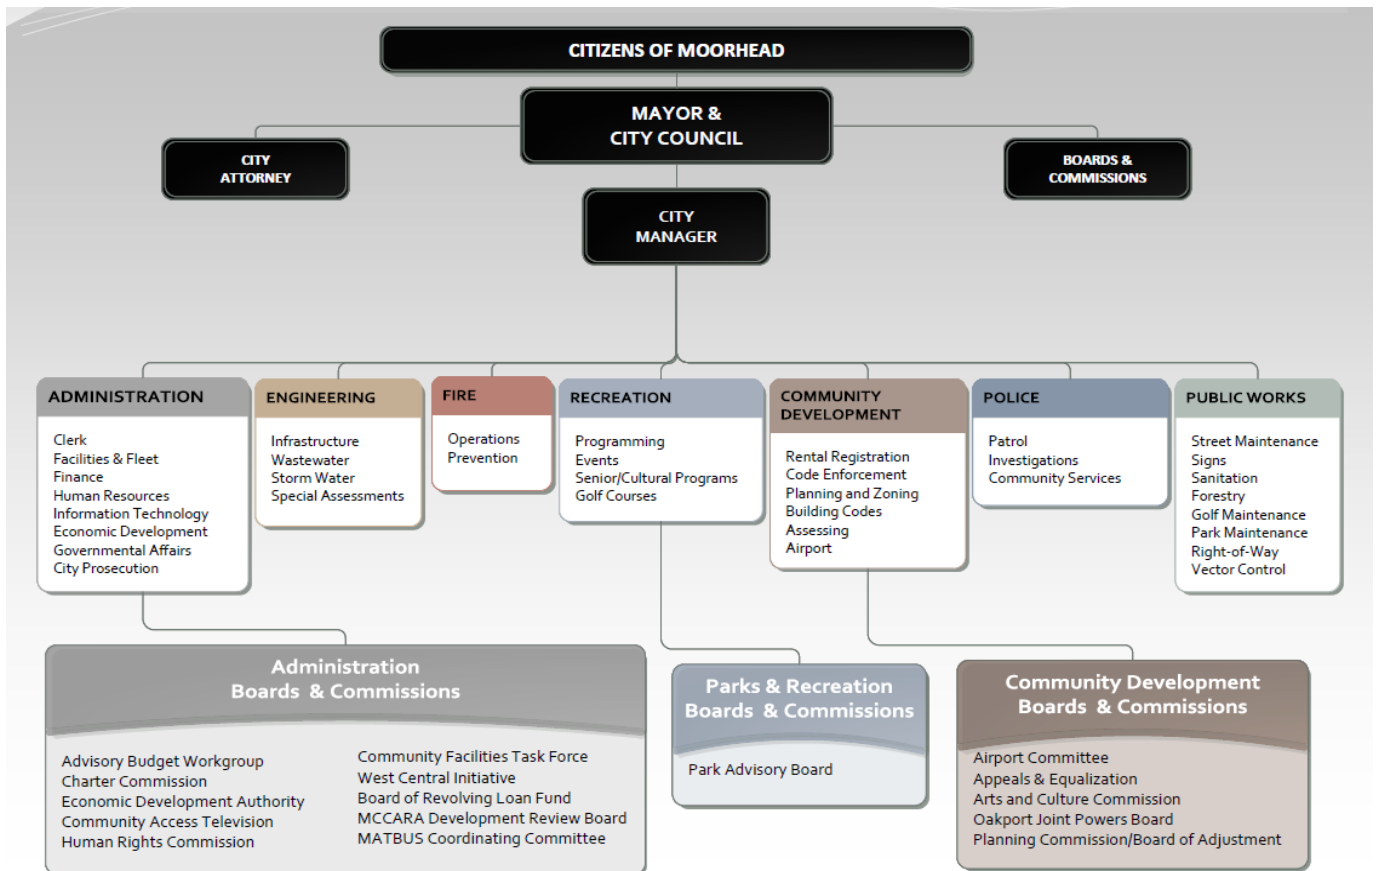 CITIZENS OF MOORHEAD
MAYOR &
CITY COUNCIL
CITY
ATTORNEY
BOARDS &
COMMISSIONS
CITY
MANAGER
ADMINISTRATION
Clerk
Facilities & Fleet
Finance
Human Resources
Information Technology
Economic Development
Governmental Affairs
City Prosecution
ENGINEERING
Infrastructure
Wastewater
Storm Water
Special Assessments
FIRE
Operations
Prevention
RECREATION
Programming
Events
Senior/Cultural Programs
Golf Courses
COMMUNITY
DEVELOPMENT
Rental Registration
Code Enforcement
Planning and Zoning
Building Codes
Assessing
Airport
POLICE
Patrol
Investigations
Community Services
PUBLIC WORKS
Street Maintenance
Signs
Sanitation
Forestry
Golf Maintenance
Park Maintenance
Right-of-Way
Vector Control
Administration
Boards & Commissions
Advisory Budget Workgroup
Charter Commission
Economic Development Authority
Community Access Television
Human Rights Commission
Community Facilities Task Force
West Central Initiative
Board of Revolving Loan Fund
MCCARA Development Review Board
MATBUS Coordinating Committee
Parks & Recreation
Boards & Commissions
Park Advisory Board
Community Development
Boards & Commissions
Airport Committee
Appeals & Equalization
Arts and Culture Commission
Oakport Joint Powers Board
Planning Commission/Board of Adjustment